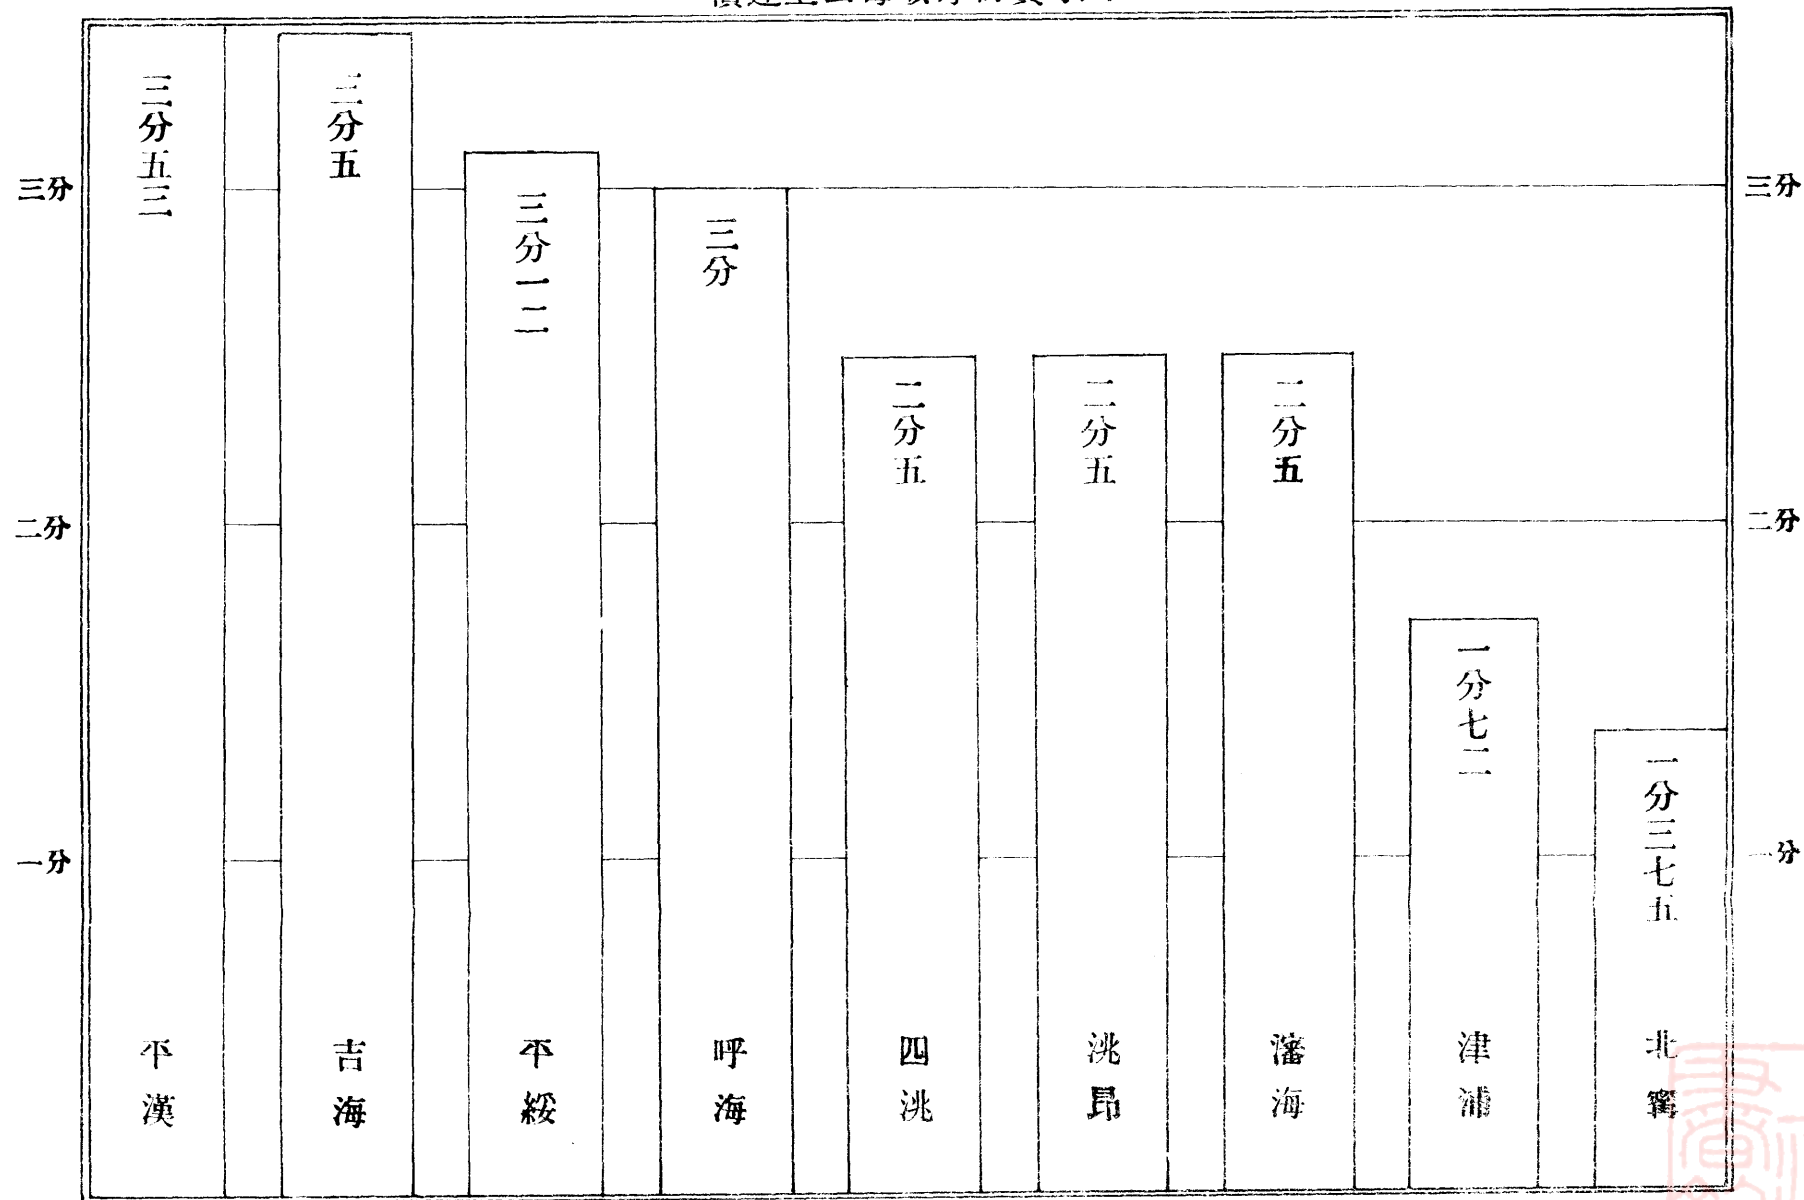 三分
二分
一分
三分五三
平漢
三分五
吉海
三分一二
平綏
三分
呼海
二分五
四洮
二分五
洮昂
二分五
瀋海
一分七二
津浦
一分三七五
北寗
三分
二分
一分